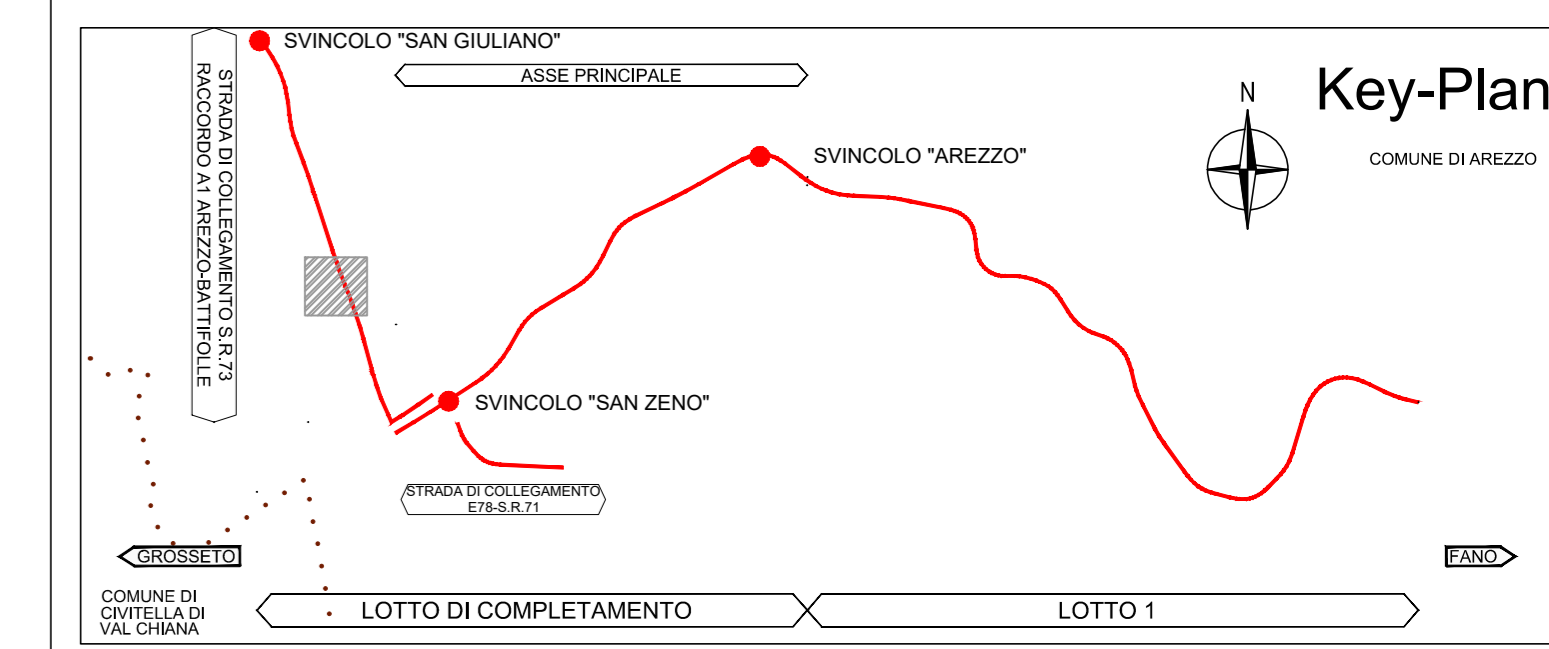 SVINCOLO "SAN GIULIANO"
ASSE PRINCIPALE
Key-Plan
N
COMUNE DI AREZZO
STRADA DI COLLEGAMENTO S.R.73
RACCORDO A1 AREZZO-BATTIFOLLE
SVINCOLO "AREZZO"
SVINCOLO "SAN ZENO"
STRADA DI COLLEGAMENTO
E78-S.R.71
GROSSETO
FANO
COMUNE DI
CIVITELLA DI
VAL CHIANA
LOTTO DI COMPLETAMENTO
LOTTO 1